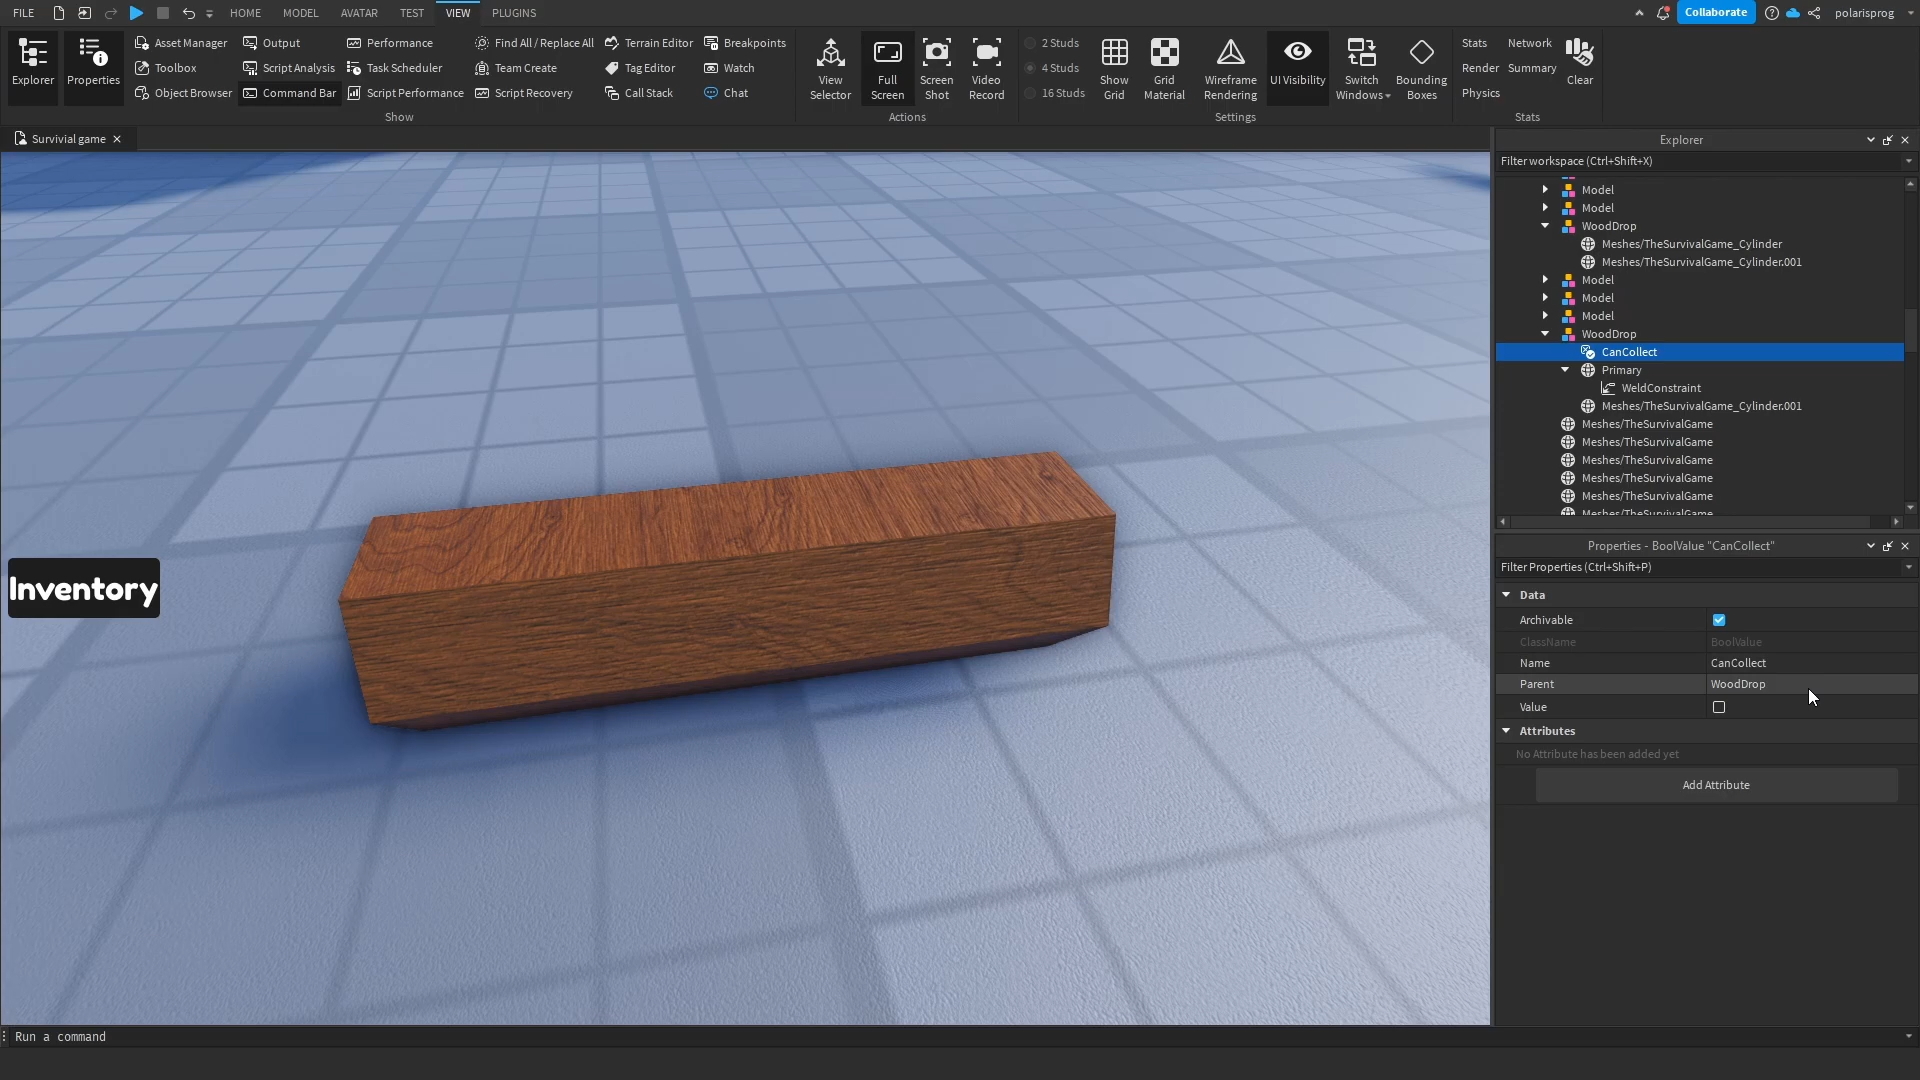 FILE HOME MODEL AVATAR TEST VIEW PLUGINS Collaborate polarisprog
Explorer
Properties
Asset Manager
Toolbox
Object Browser
Output
Script Analysis
Command Bar
Performance
Task Scheduler
Script Performance
Find All / Replace All
Team Create
Script Recovery
Terrain Editor
Tag Editor
Call Stack
Breakpoints
Watch
Chat
Show
View
Selector
Full
Screen
Screen
Shot
Video
Record
Actions
2 Studs
4 Studs
16 Studs
Show
Grid
Grid
Material
Wireframe
Rendering
UI Visibility
Switch
Windows
Bounding
Boxes
Settings
Stats
Render
Physics
Network
Summary
Clear
Stats
Survivial game
Inventory
Explorer
Filter workspace (Ctrl+Shift+X)
Model
Model
WoodDrop
Meshes/TheSurvivalGame_Cylinder
Meshes/TheSurvivalGame_Cylinder.001
Model
Model
Model
WoodDrop
CanCollect
Primary
WeldConstraint
Meshes/TheSurvivalGame_Cylinder.001
Meshes/TheSurvivalGame
Meshes/TheSurvivalGame
Meshes/TheSurvivalGame
Meshes/TheSurvivalGame
Meshes/TheSurvivalGame
Meshes/TheSurvivalGame
Properties - BoolValue "CanCollect"
Filter Properties (Ctrl+Shift+P)
Data
Archivable
ClassName BoolValue
Name CanCollect
Parent WoodDrop
Value
Attributes
No Attribute has been added yet
Add Attribute
Run a command